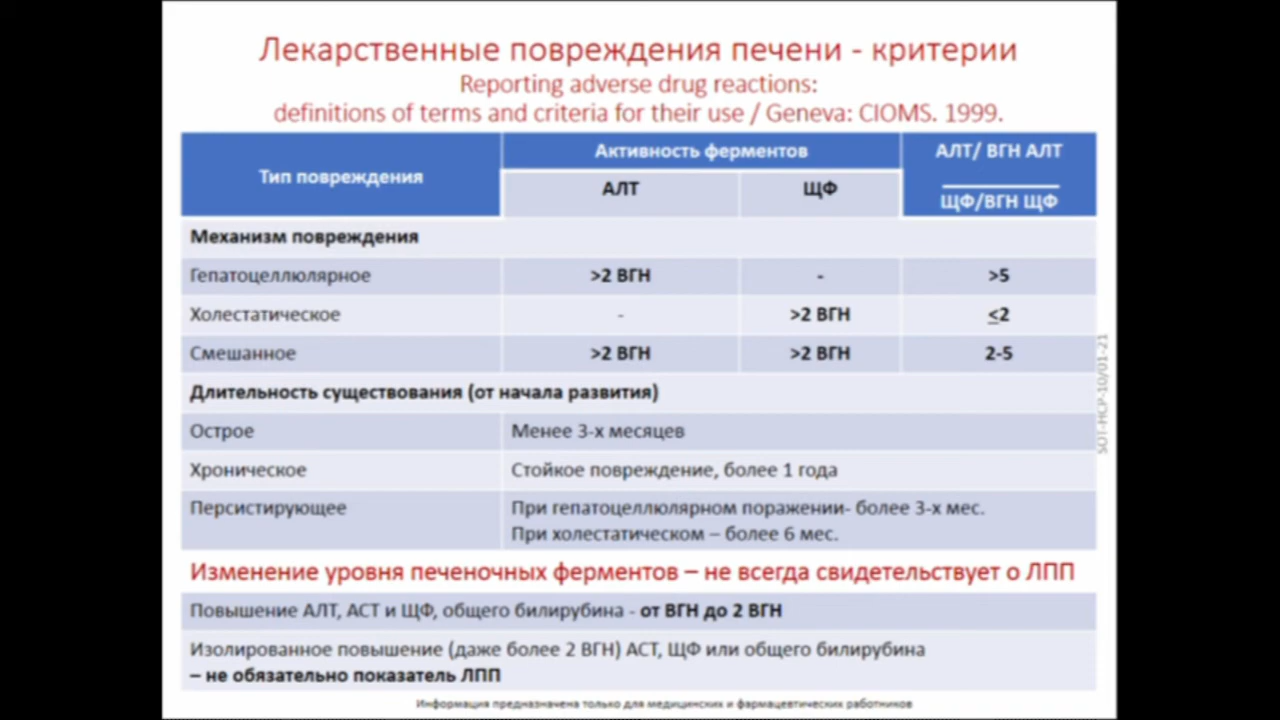 Лекарственные повреждения печени - критерии
Reporting adverse drug reactions:
definitions of terms and criteria for their use / Geneva: CIOMS. 1999.
Тип повреждения
Активность ферментов
АЛТ/ ВГН АЛТ
ЩФ/ВГН ЩФ
АЛТ ЩФ
Механизм повреждения
Гепатоцеллюлярное >2 ВГН - >5
Холестатическое - >2 ВГН ≤2
Смешанное >2 ВГН >2 ВГН 2-5
Длительность существования (от начала развития)
Острое Менее 3-х месяцев
Хроническое Стойкое повреждение, более 1 года
Персистирующее При гепатоцеллюлярном поражении- более 3-х мес.
При холестатическом – более 6 мес.
Изменение уровня печеночных ферментов – не всегда свидетельствует о ЛПП
Повышение АЛТ, АСТ и ЩФ, общего билирубина - от ВГН до 2 ВГН
Изолированное повышение (даже более 2 ВГН) АСТ, ЩФ или общего билирубина
– не обязательно показатель ЛПП
Информация предназначена только для медицинских и фармацевтических работников
SOT-HCP-10/01-21